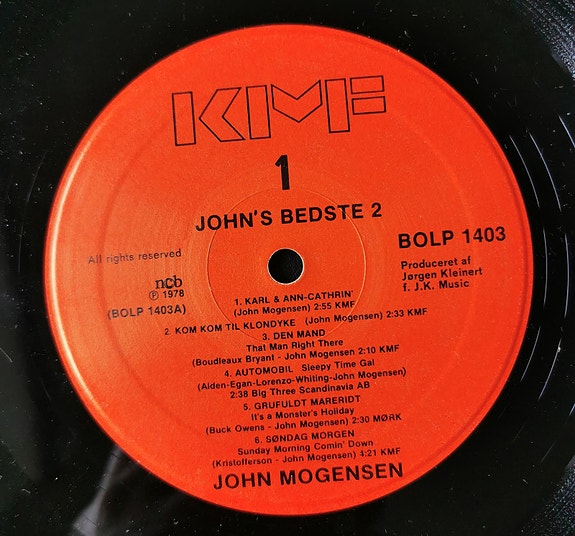 KMF
1
JOHN'S BEDSTE 2
BOLP 1403
All rights reserved
Produceret af
Jørgen Kleinert
f. J.K. Music
ncb
℗ 1978
(BOLP 1403A)
1. KARL & ANN-CATHRIN'
(John Mogensen) 2:55 KMF
2. KOM KOM TIL KLONDYKE (John Mogensen) 2:33 KMF
3. DEN MAND
That Man Right There
(Boudleaux Bryant - John Mogensen 2:10 KMF
4. AUTOMOBIL Sleepy Time Gal
(Alden-Egan-Lorenzo-Whiting-John Mogensen)
2:38 Big Three Scandinavia AB
5. GRUFULDT MARERIDT
It's a Monster's Holiday
(Buck Owens - John Mogensen) 2:30 MØRK
6. SØNDAG MORGEN
Sunday Morning Comin' Down
(Kristofferson - John Mogensen) 4:21 KMF
JOHN MOGENSEN